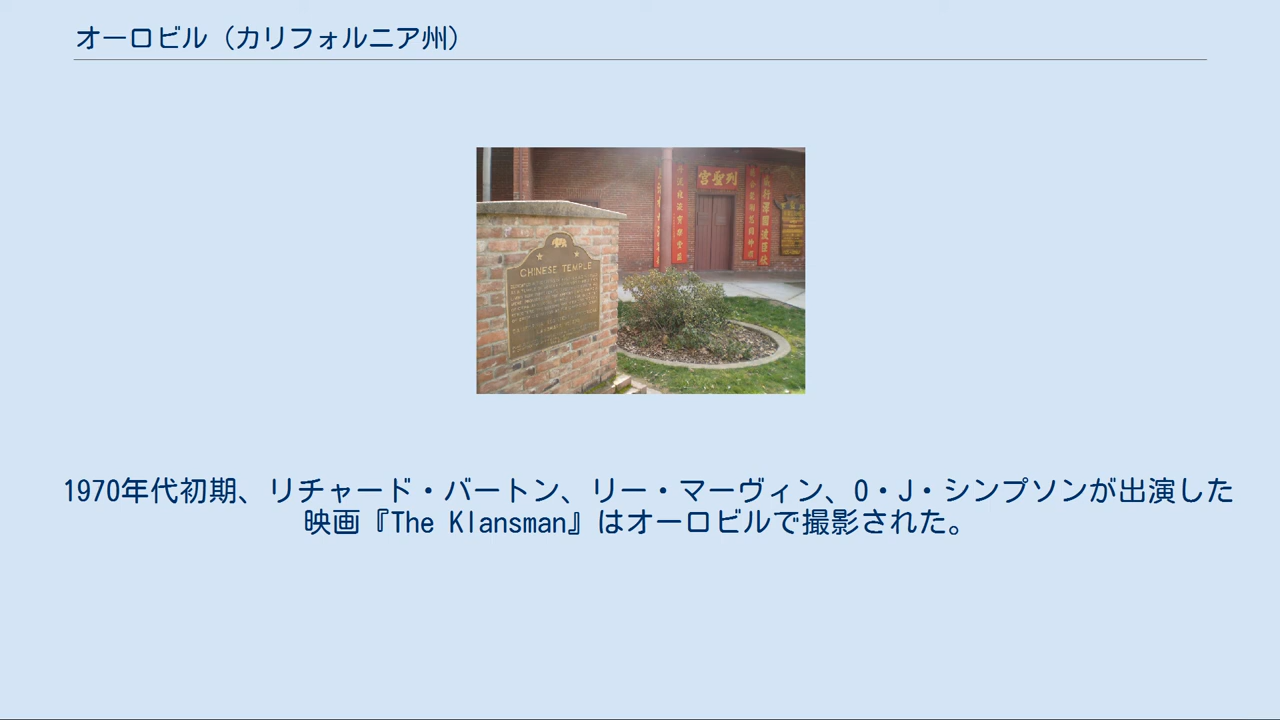 オーロビル（カリフォルニア州）
宮聖列
CHINESE TEMPLE
1970年代初期、リチャード・バートン、リー・マーヴィン、O・J・シンプソンが出演した
映画『The Klansman』はオーロビルで撮影された。